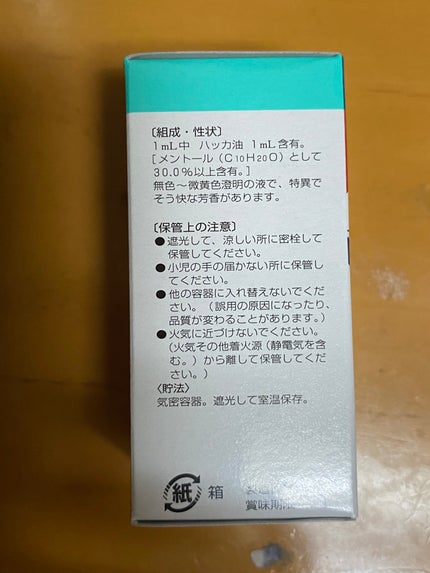 〔組成・性状〕
1mL中 ハッカ油 1mL含有。
[メントール(C10H20O)として
30.0%以上含有。]
無色~微黄色澄明の液で、特異で
そう快な芳香があります。
〔保管上の注意〕
●遮光して、涼しい所に密栓して
保管してください。
●小児の手の届かない所に保管し
てください。
●他の容器に入れ替えないでくだ
さい。(誤用の原因になったり、
品質が変わることがあります。)
●火気に近づけないでください。
(火気その他着火源(静電気を含
む。)から離して保管してくだ
さい。)
〈貯法〉
気密容器。遮光して室温保存。
紙 箱
賞味期